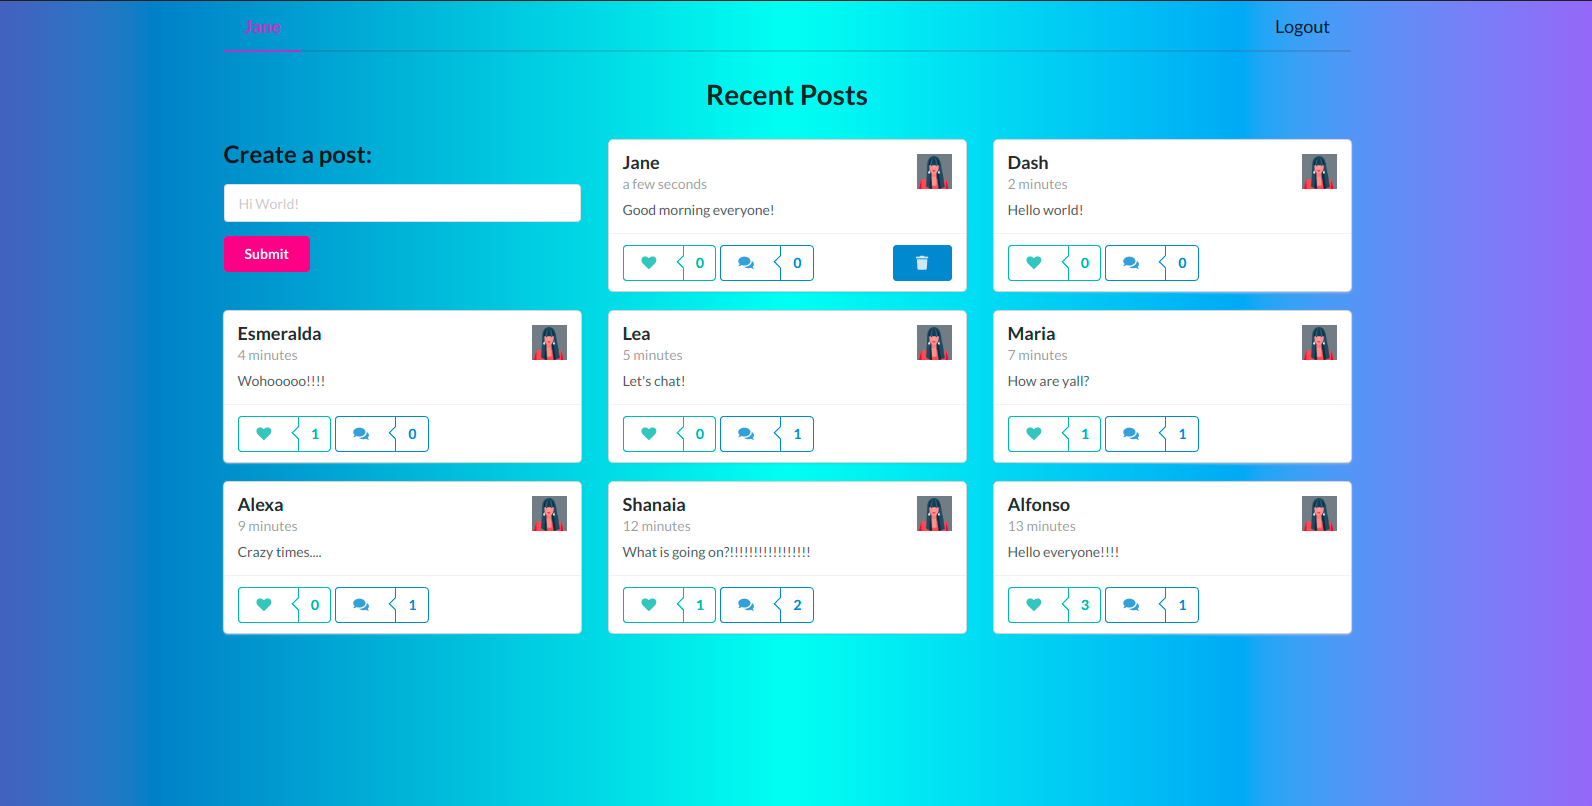 Jane
Logout
Recent Posts
Create a post:
Hi World!
Submit
Jane
a few seconds
Good morning everyone!
0
0
Dash
2 minutes
Hello world!
0
0
Esmeralda
4 minutes
Wohooooo!!!!
1
0
Lea
5 minutes
Let's chat!
0
1
Maria
7 minutes
How are yall?
1
1
Alexa
9 minutes
Crazy times....
0
1
Shanaia
12 minutes
What is going on?!!!!!!!!!!!!!!!!!
1
2
Alfonso
13 minutes
Hello everyone!!!!
3
1